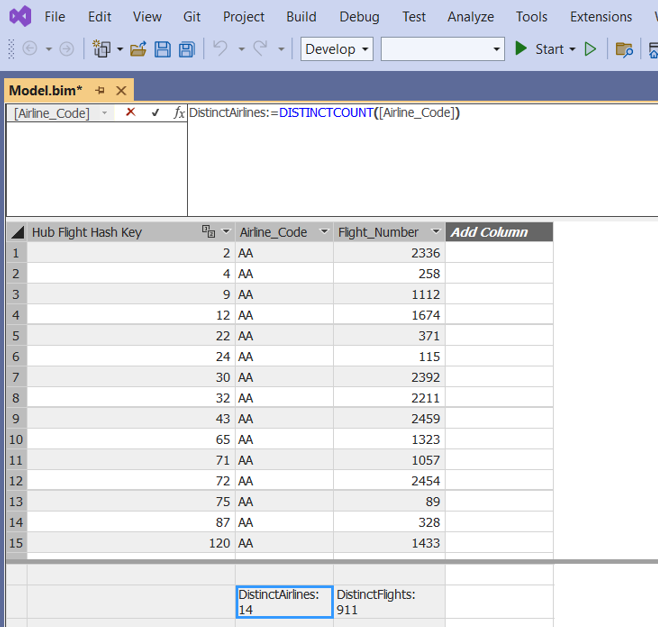 File Edit View Git Project Build Debug Test Analyze Tools Extensions
Develop Start
Model.bim*
[Airline_Code] fx DistinctAirlines:=DISTINCTCOUNT([Airline_Code])
Hub Flight Hash Key Airline_Code Flight_Number Add Column
1 2 AA 2336
2 4 AA 258
3 9 AA 1112
4 12 AA 1674
5 22 AA 371
6 24 AA 115
7 30 AA 2392
8 32 AA 2211
9 43 AA 2459
10 65 AA 1323
11 71 AA 1057
12 72 AA 2454
13 75 AA 89
14 87 AA 328
15 120 AA 1433
DistinctAirlines: DistinctFlights:
14 911